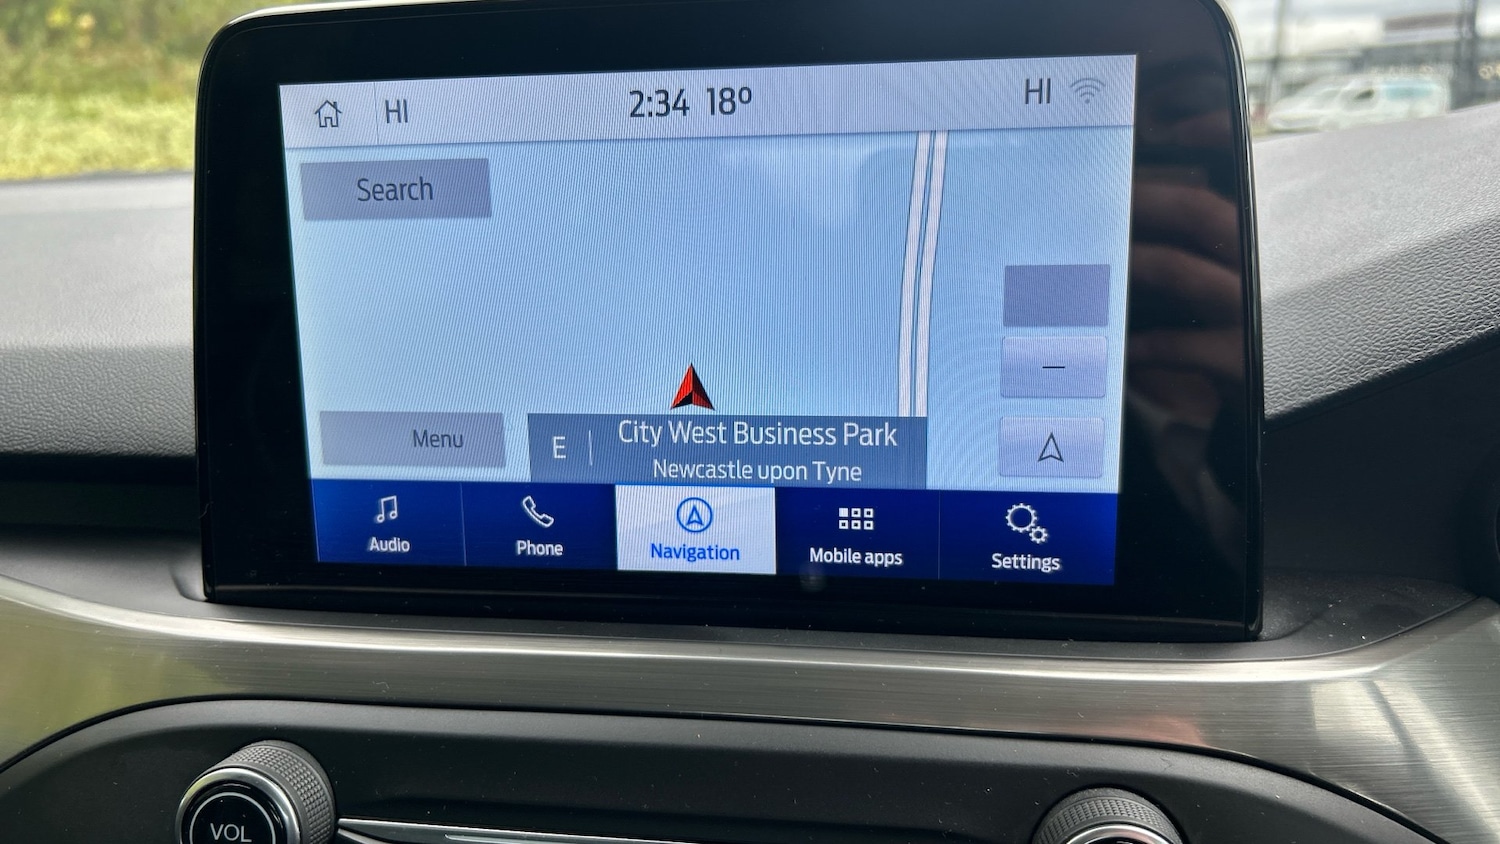 HI
2:34 18º
HI
Search
Menu
E
City West Business Park
Newcastle upon Tyne
Audio
Phone
Navigation
Mobile apps
Settings
VOL